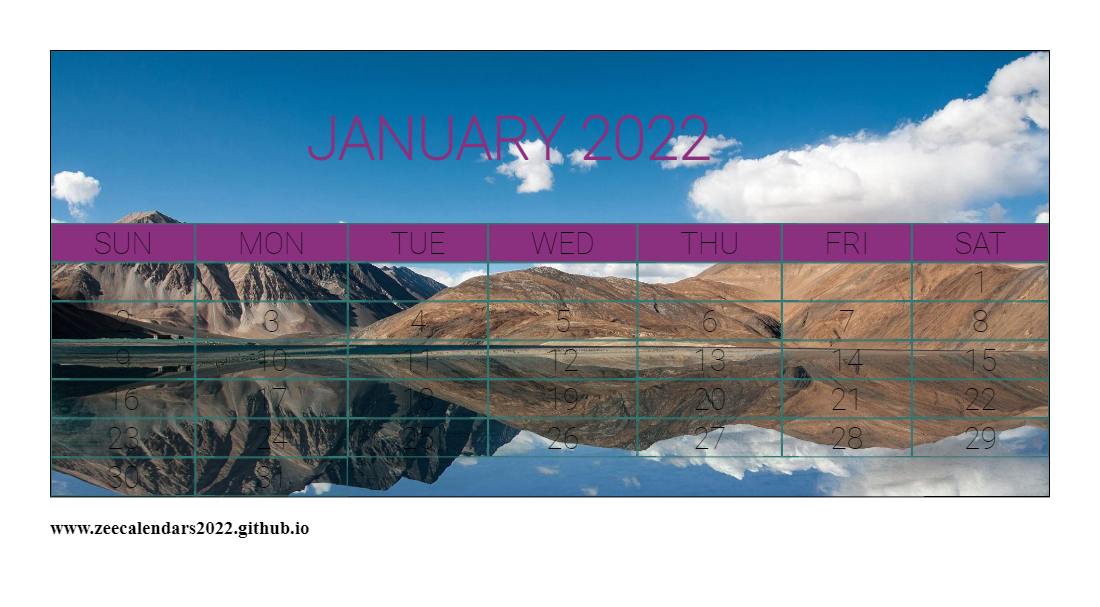 JANUARY 2022
SUN MON TUE WED THU FRI SAT
1
2 3 4 5 6 7 8
9 10 11 12 13 14 15
16 17 18 19 20 21 22
23 24 25 26 27 28 29
30 31
www.zeecalendars2022.github.io